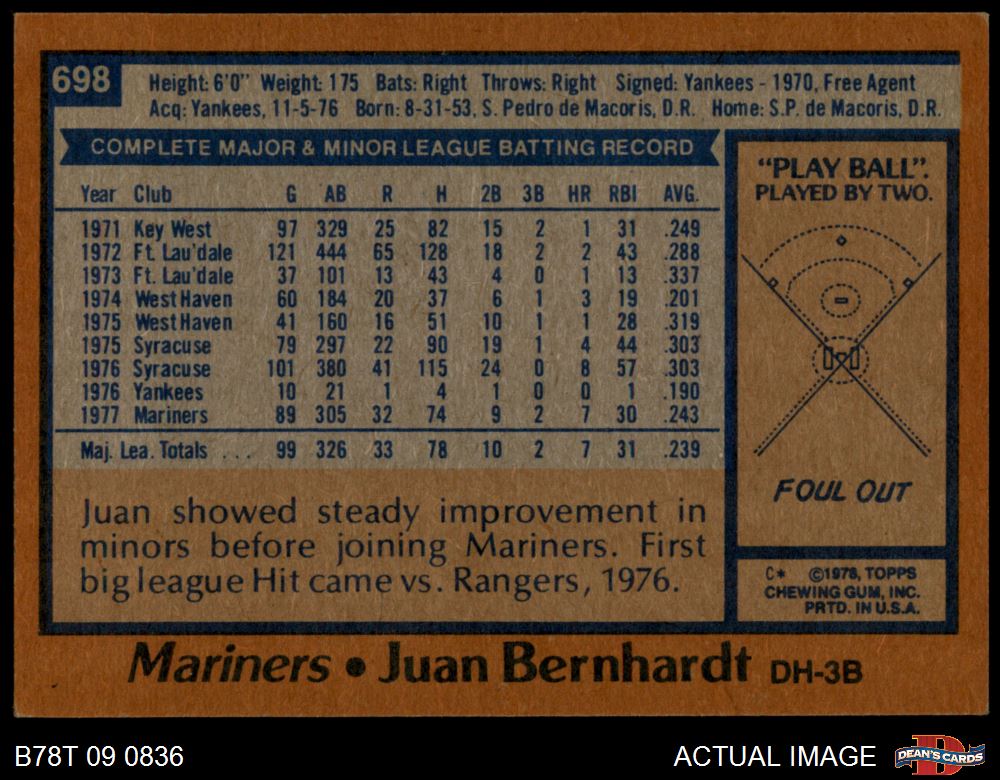 698
Height: 6'0" Weight: 175 Bats: Right Throws: Right Signed: Yankees - 1970, Free Agent
Acq: Yankees, 11-5-76 Born: 8-31-53, S. Pedro de Macoris, D.R. Home: S.P. de Macoris, D.R.
COMPLETE MAJOR & MINOR LEAGUE BATTING RECORD
Year Club G AB R H 2B 3B HR RBI AVG.
1971 Key West 97 329 25 82 15 2 1 31 .249
1972 Ft. Lau'dale 121 444 65 128 18 2 2 43 .288
1973 Ft. Lau'dale 37 101 13 43 4 0 1 13 .337
1974 West Haven 60 184 20 37 6 1 3 19 .201
1975 West Haven 41 160 16 51 10 1 1 28 .319
1975 Syracuse 79 297 22 90 19 1 4 44 .303
1976 Syracuse 101 380 41 115 24 0 8 57 .303
1976 Yankees 10 21 1 4 1 0 0 1 .190
1977 Mariners 89 305 32 74 9 2 7 30 .243
Maj. Lea. Totals . . . 99 326 33 78 10 2 7 31 .239
Juan showed steady improvement in
minors before joining Mariners. First
big league Hit came vs. Rangers, 1976.
"PLAY BALL".
PLAYED BY TWO.
FOUL OUT
C* ©1978, TOPPS
CHEWING GUM, INC.
PRTD. IN U.S.A.
Mariners • Juan Bernhardt DH-3B
B78T 09 0836
ACTUAL IMAGE
DEAN'S CARDS